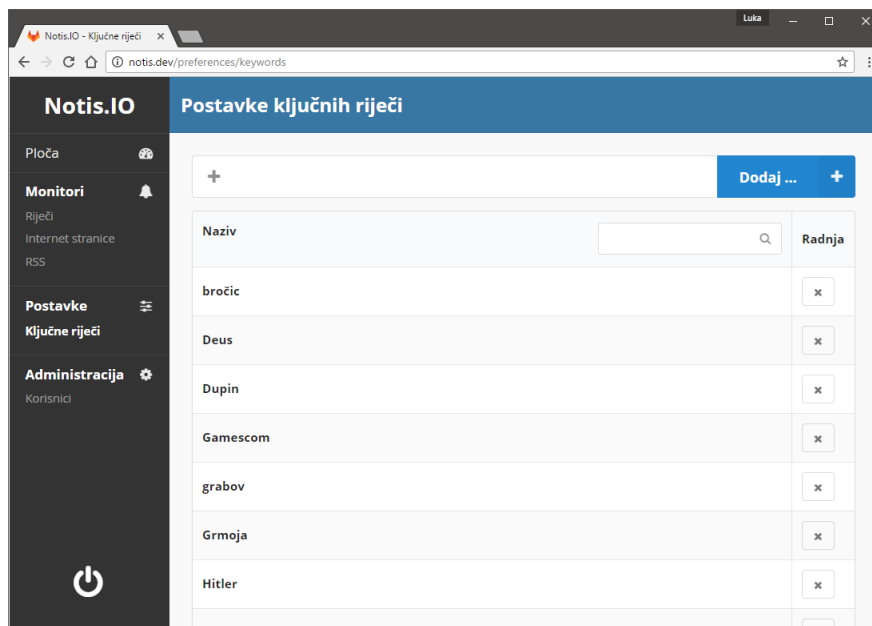 Luka
Notis.IO - Ključne riječi
notis.dev/preferences/keywords
Notis.IO
Postavke ključnih riječi
Ploča
Monitori
Riječi
Internet stranice
RSS
Postavke
Ključne riječi
Administracija
Korisnici
Dodaj ...
Naziv
Radnja
bročic
Deus
Dupin
Gamescom
grabov
Grmoja
Hitler